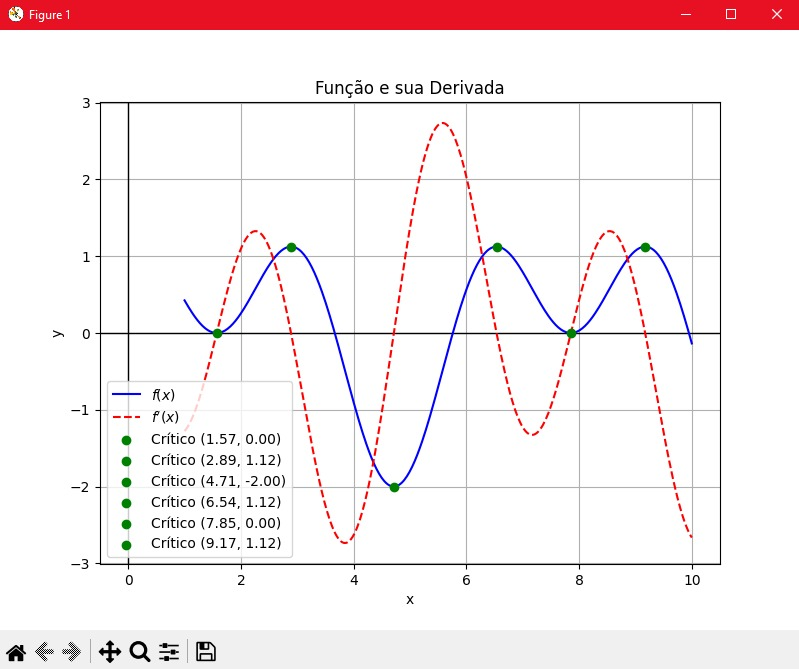 Figure 1
Função e sua Derivada
3
2
1
0
−1
−2
−3
y
f(x)
f′(x)
Crítico (1.57, 0.00)
Crítico (2.89, 1.12)
Crítico (4.71, -2.00)
Crítico (6.54, 1.12)
Crítico (7.85, 0.00)
Crítico (9.17, 1.12)
0 2 4 6 8 10
x